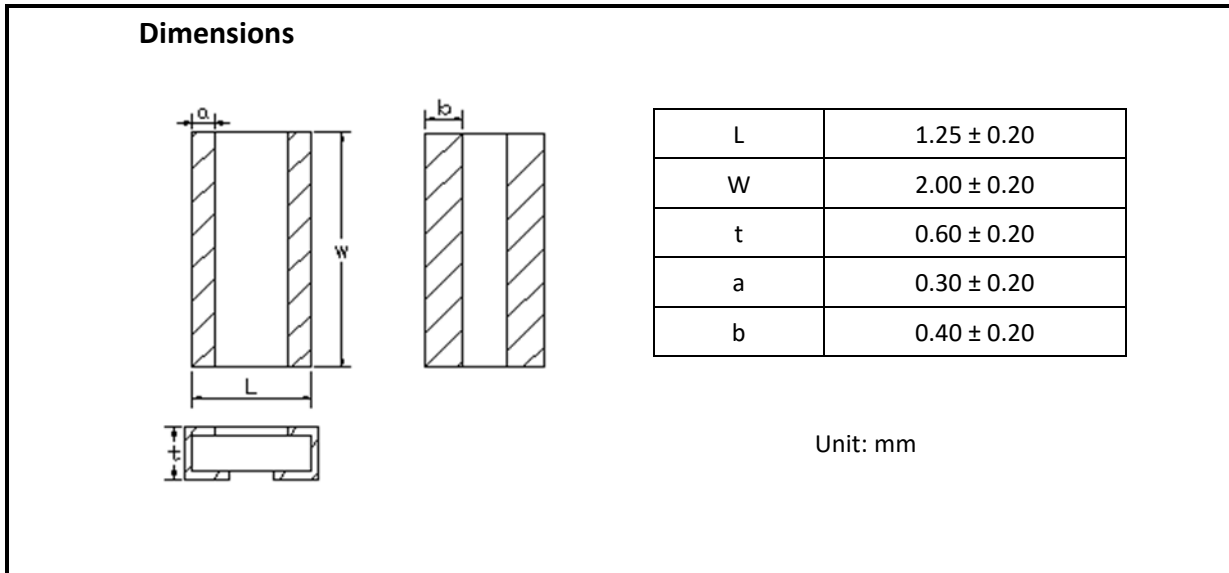 Dimensions
a
b
W
L
t
L 1.25 ± 0.20
W 2.00 ± 0.20
t 0.60 ± 0.20
a 0.30 ± 0.20
b 0.40 ± 0.20
Unit: mm